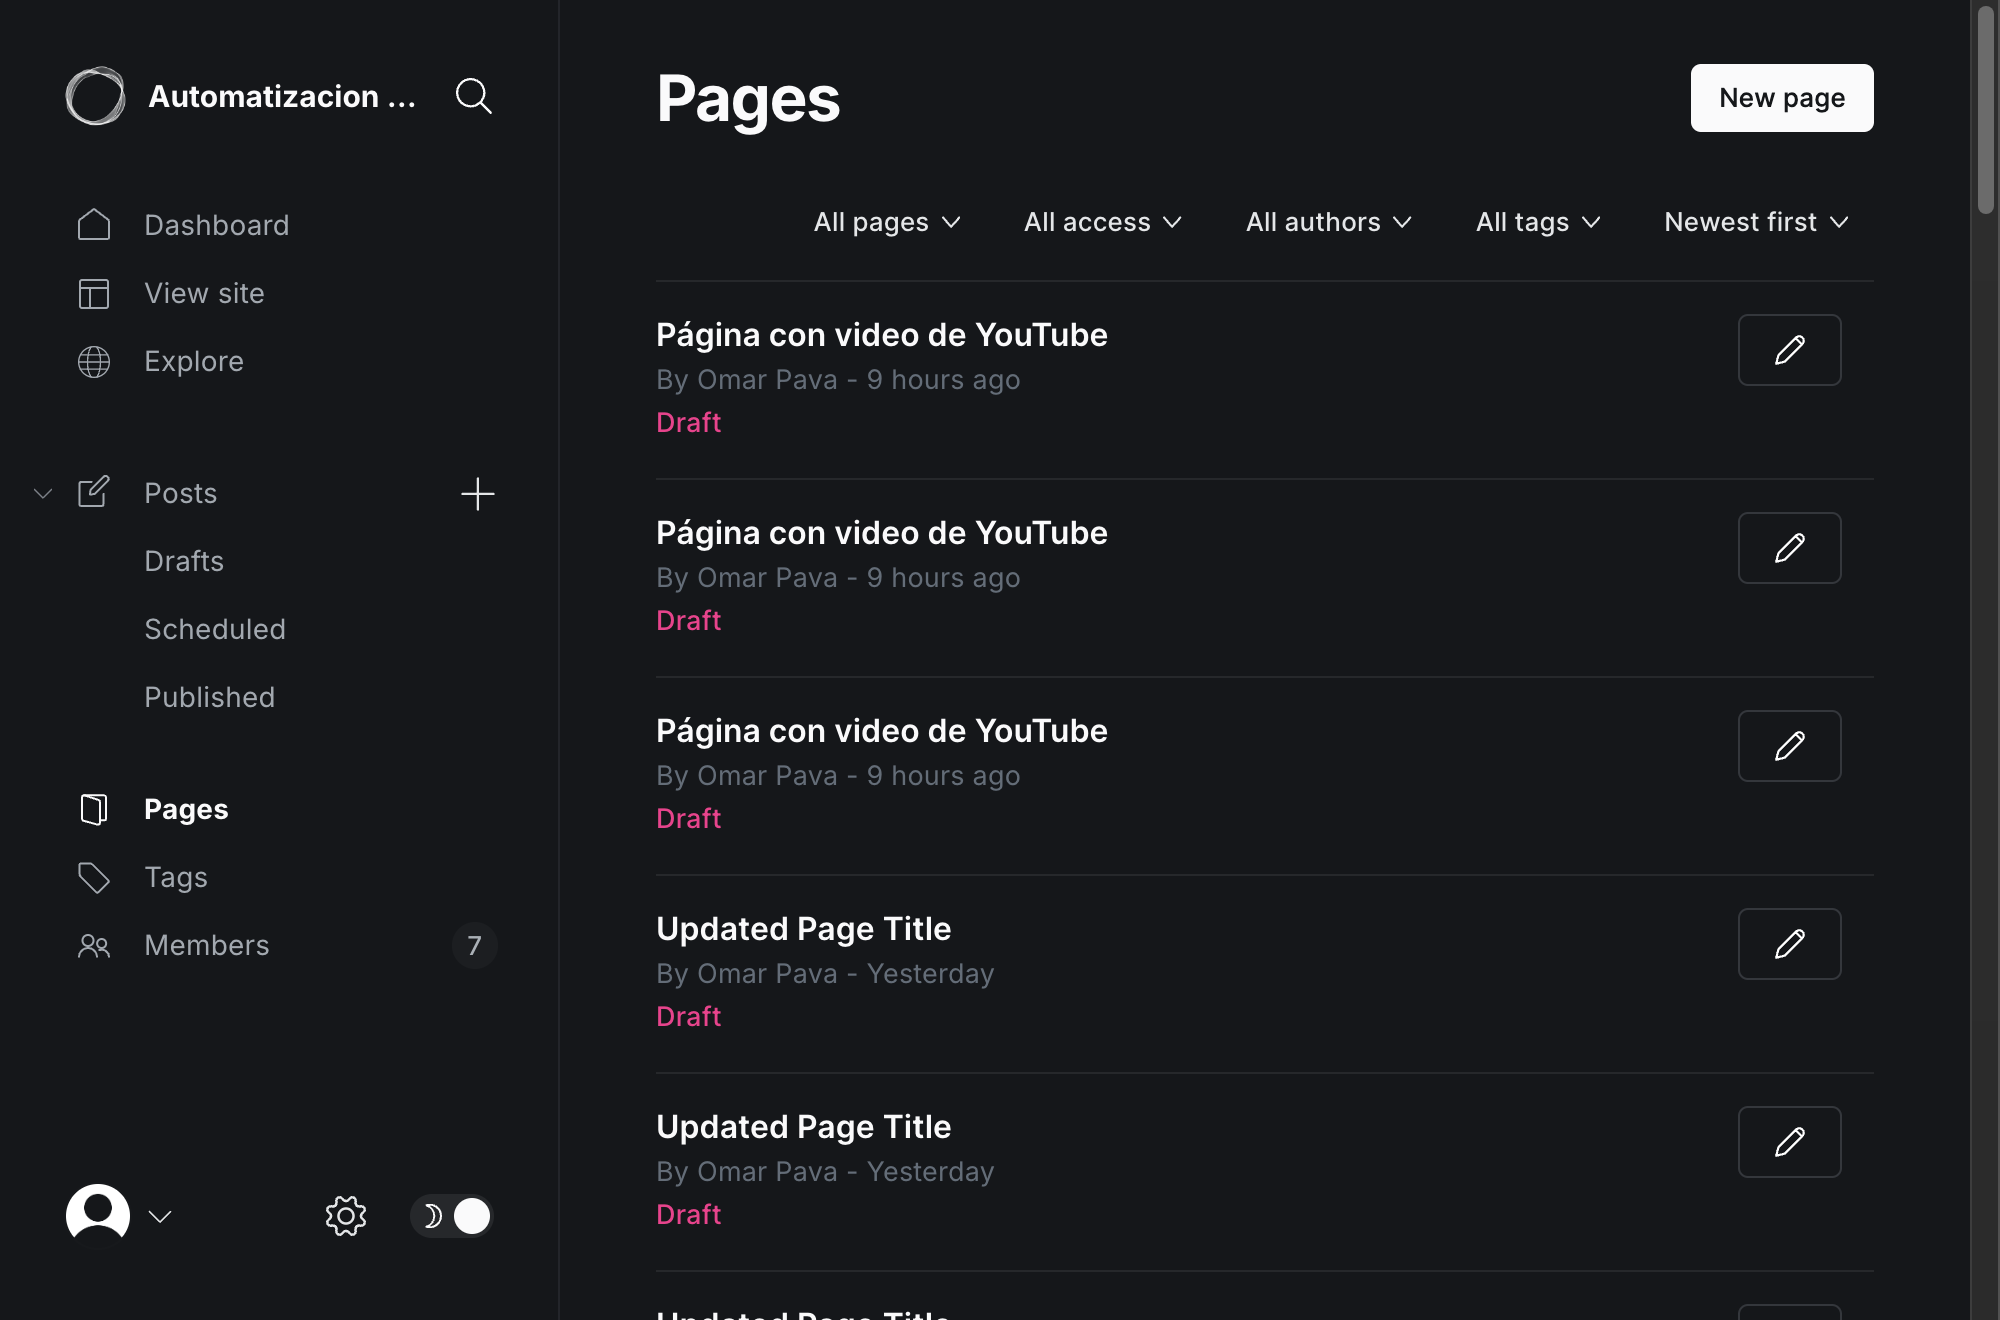 Automatizacion ...
Dashboard
View site
Explore
Posts
Drafts
Scheduled
Published
Pages
Tags
Members
7
Pages
New page
All pages
All access
All authors
All tags
Newest first
Página con video de YouTube
By Omar Pava - 9 hours ago
Draft
Página con video de YouTube
By Omar Pava - 9 hours ago
Draft
Página con video de YouTube
By Omar Pava - 9 hours ago
Draft
Updated Page Title
By Omar Pava - Yesterday
Draft
Updated Page Title
By Omar Pava - Yesterday
Draft
Updated Page Title